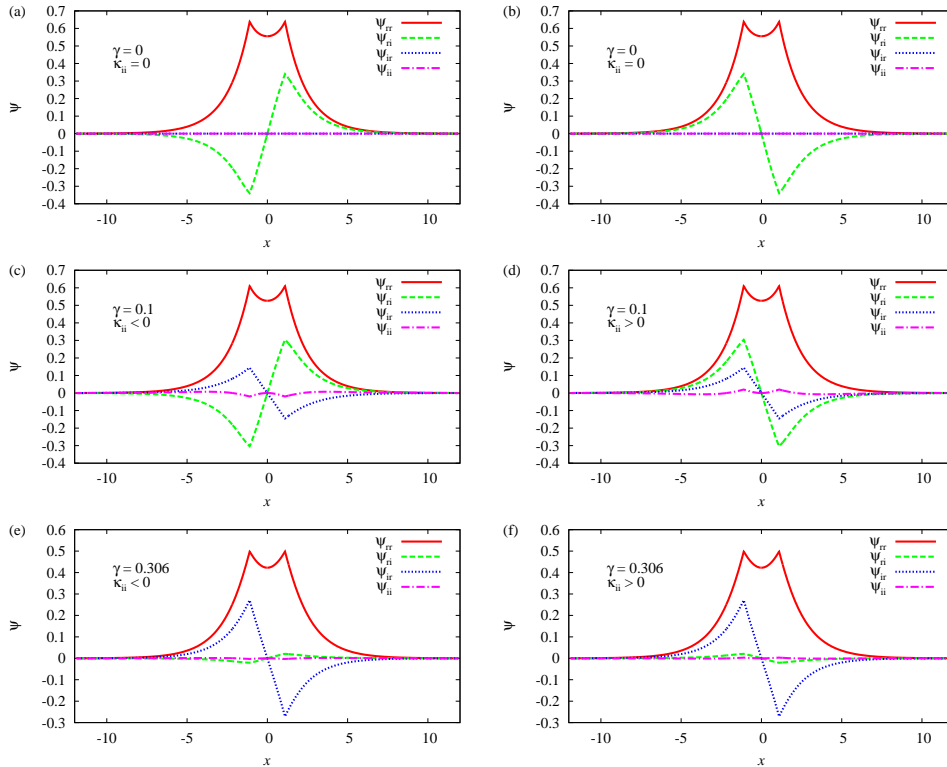 (a)
0.7
0.6
0.5
0.4
0.3
0.2
0.1
0
-0.1
-0.2
-0.3
-0.4
ψ
γ = 0
κii = 0
ψrr
ψri
ψir
ψii
-10 -5 0 5 10
x
(b)
0.7
0.6
0.5
0.4
0.3
0.2
0.1
0
-0.1
-0.2
-0.3
-0.4
ψ
γ = 0
κii = 0
ψrr
ψri
ψir
ψii
-10 -5 0 5 10
x
(c)
0.7
0.6
0.5
0.4
0.3
0.2
0.1
0
-0.1
-0.2
-0.3
-0.4
ψ
γ = 0.1
κii < 0
ψrr
ψri
ψir
ψii
-10 -5 0 5 10
x
(d)
0.7
0.6
0.5
0.4
0.3
0.2
0.1
0
-0.1
-0.2
-0.3
-0.4
ψ
γ = 0.1
κii > 0
ψrr
ψri
ψir
ψii
-10 -5 0 5 10
x
(e)
0.6
0.5
0.4
0.3
0.2
0.1
0
-0.1
-0.2
-0.3
ψ
γ = 0.306
κii < 0
ψrr
ψri
ψir
ψii
-10 -5 0 5 10
x
(f)
0.6
0.5
0.4
0.3
0.2
0.1
0
-0.1
-0.2
-0.3
ψ
γ = 0.306
κii > 0
ψrr
ψri
ψir
ψii
-10 -5 0 5 10
x